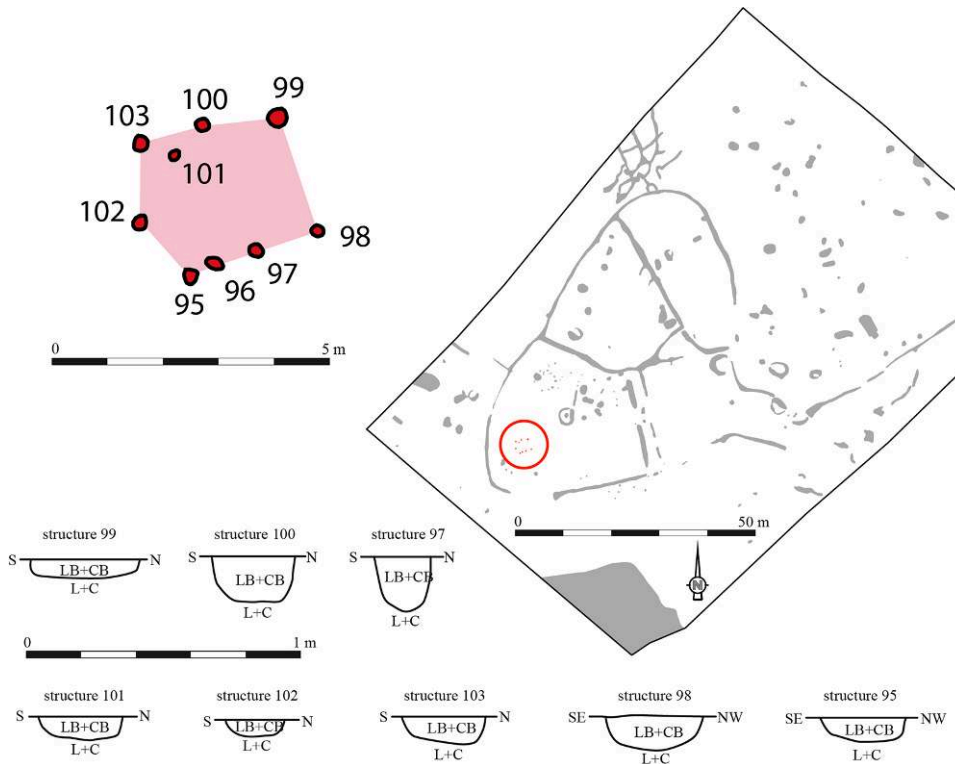 99
100
103
101
102
98
97
96
95
0 5 m
0 50 m
N
structure 99
S N
LB+CB
L+C
structure 100
S N
LB+CB
L+C
structure 97
S N
LB+CB
L+C
0 1 m
structure 101
S N
LB+CB
L+C
structure 102
S N
LB+CB
L+C
structure 103
S N
LB+CB
L+C
structure 98
SE NW
LB+CB
L+C
structure 95
SE NW
LB+CB
L+C